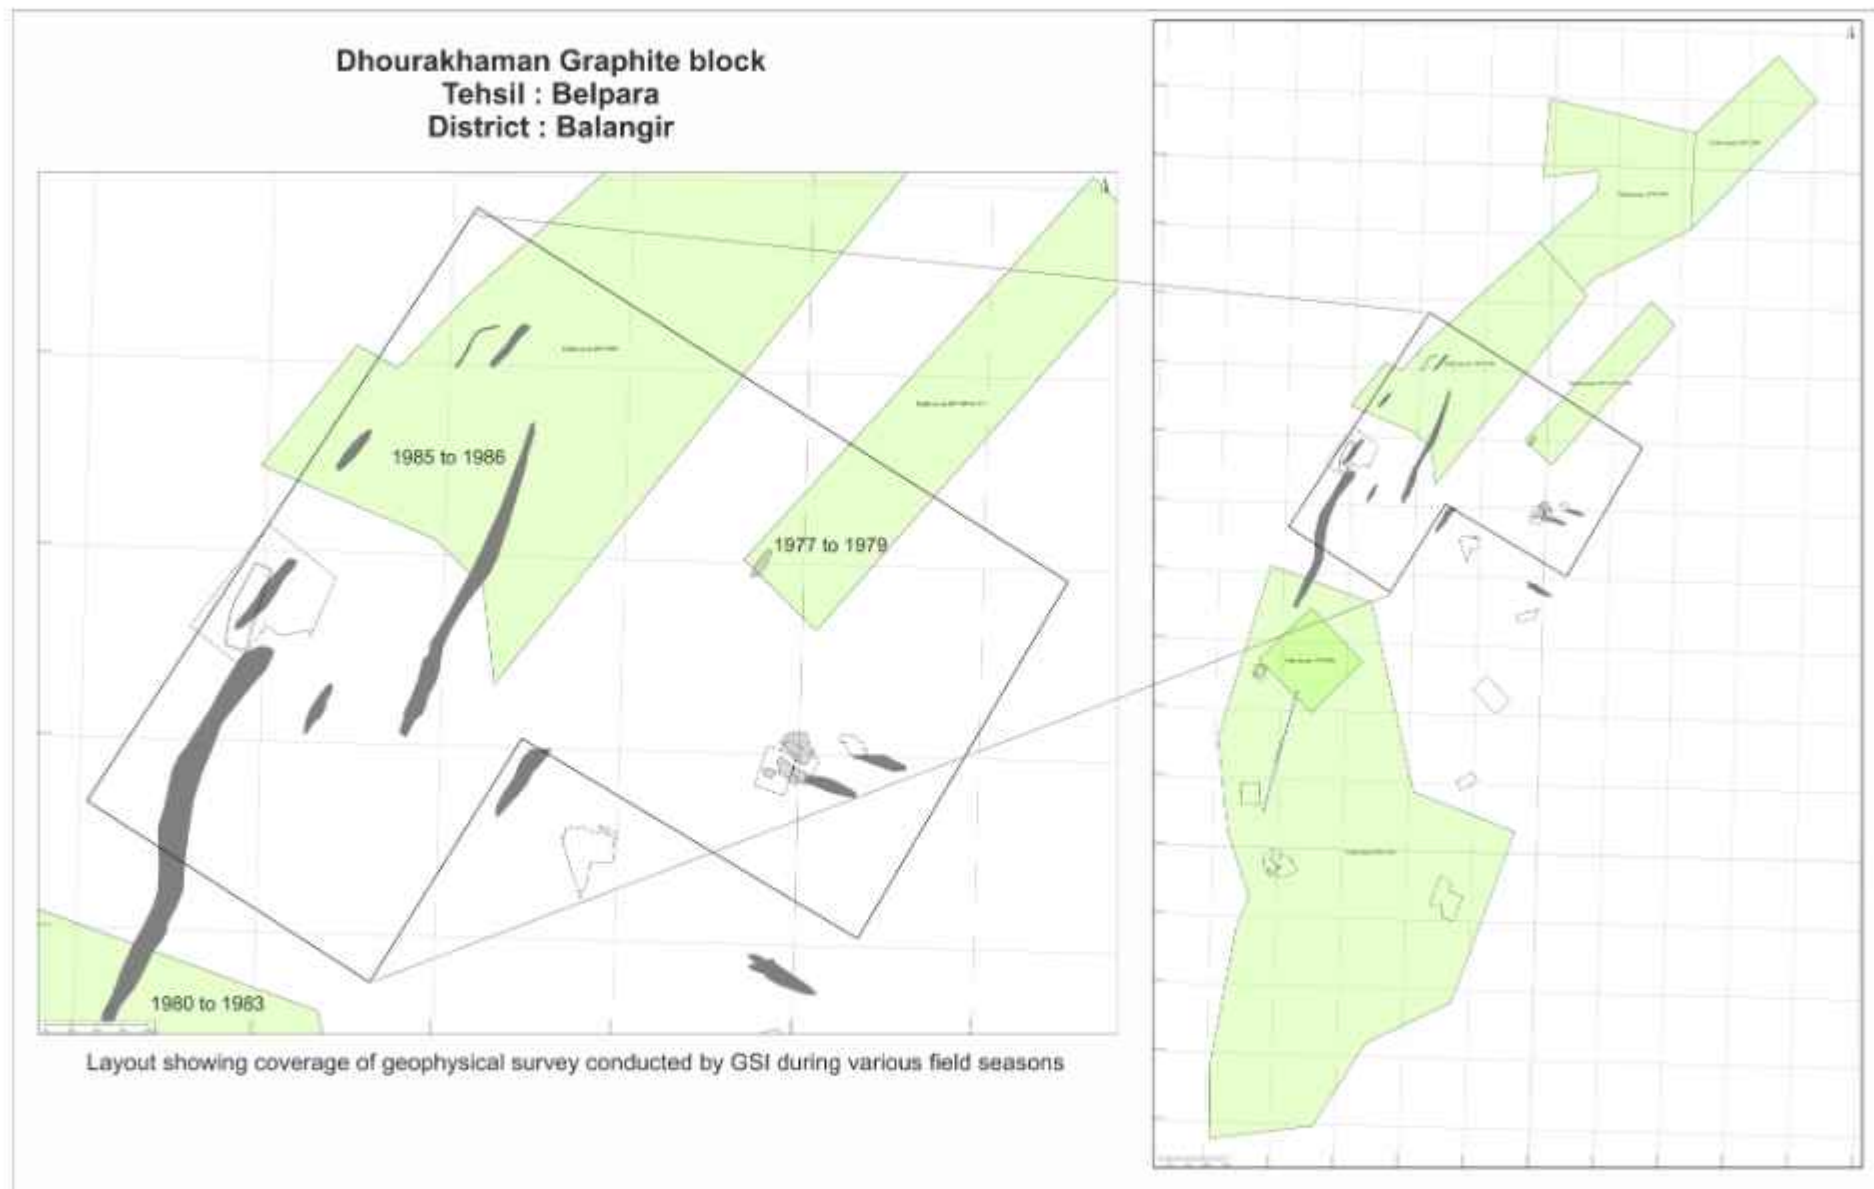 Dhourakhaman Graphite block
Tehsil : Belpara
District : Balangir
1985 to 1986
1977 to 1979
1980 to 1983
Layout showing coverage of geophysical survey conducted by GSI during various field seasons